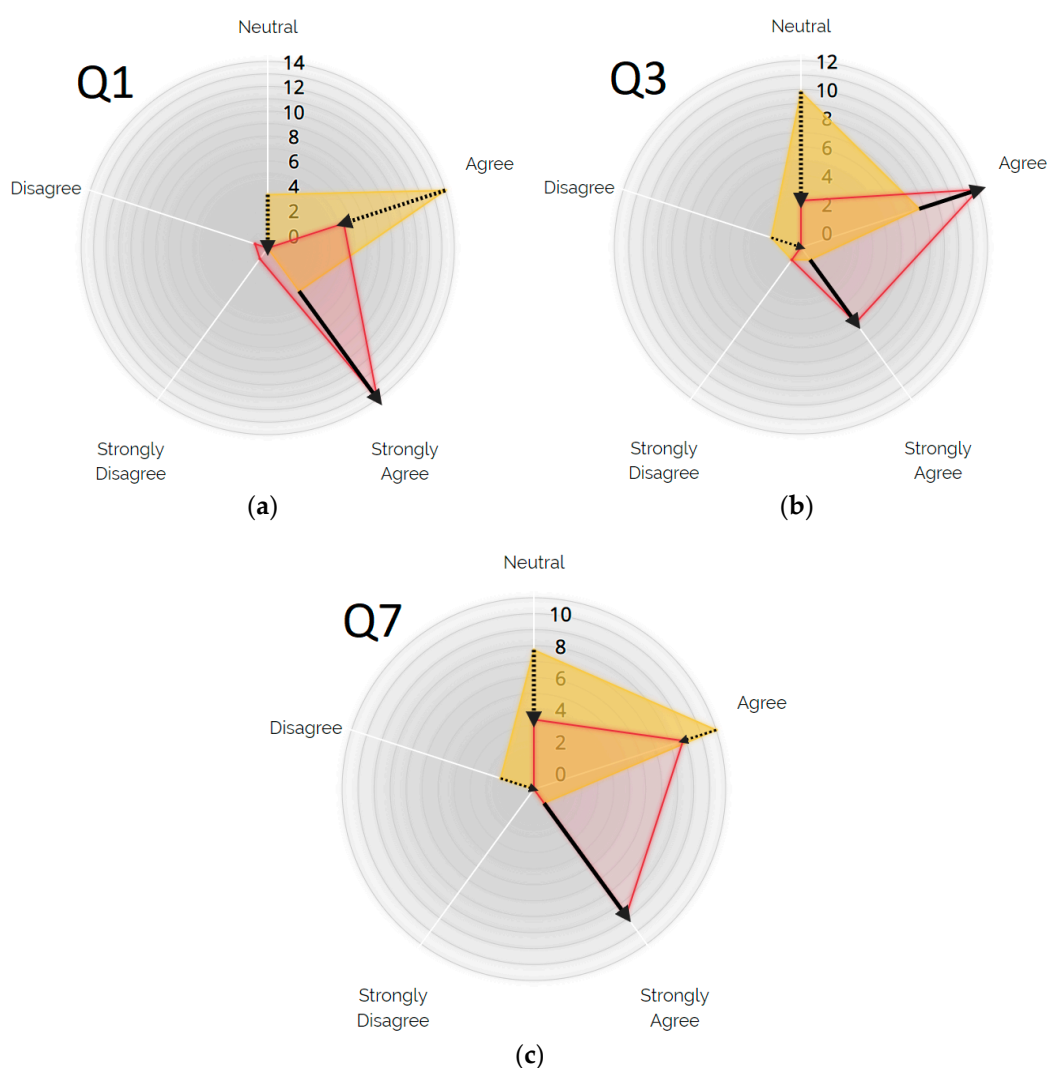 Neutral
Q1
14
12
10
8
6
4
2
0
Agree
Disagree
Strongly
Disagree
Strongly
Agree
(a)
Neutral
Q3
12
10
8
6
4
2
0
Agree
Disagree
Strongly
Disagree
Strongly
Agree
(b)
Neutral
Q7
10
8
6
4
2
0
Agree
Disagree
Strongly
Disagree
Strongly
Agree
(c)